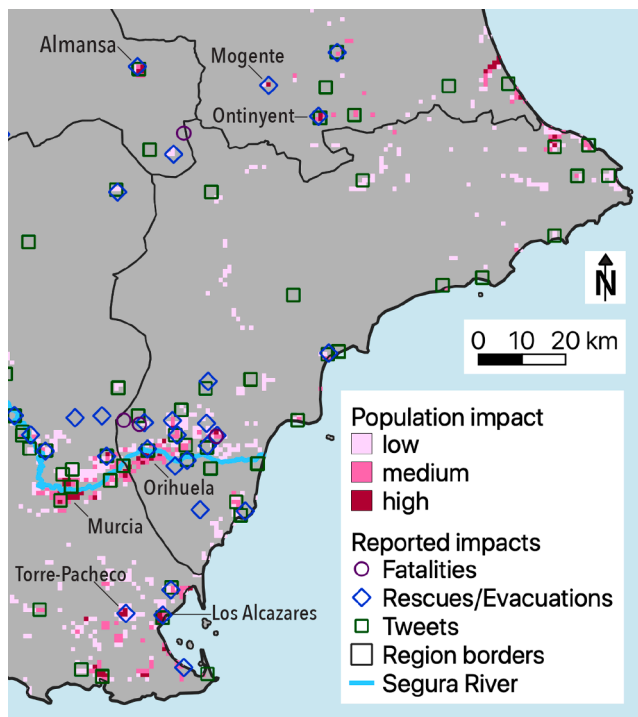 Almansa
Mogente
Ontinyent
N
0 10 20 km
Population impact
low
medium
high
Reported impacts
Fatalities
Rescues/Evacuations
Tweets
Region borders
Segura River
Orihuela
Murcia
Torre-Pacheco
Los Alcazares